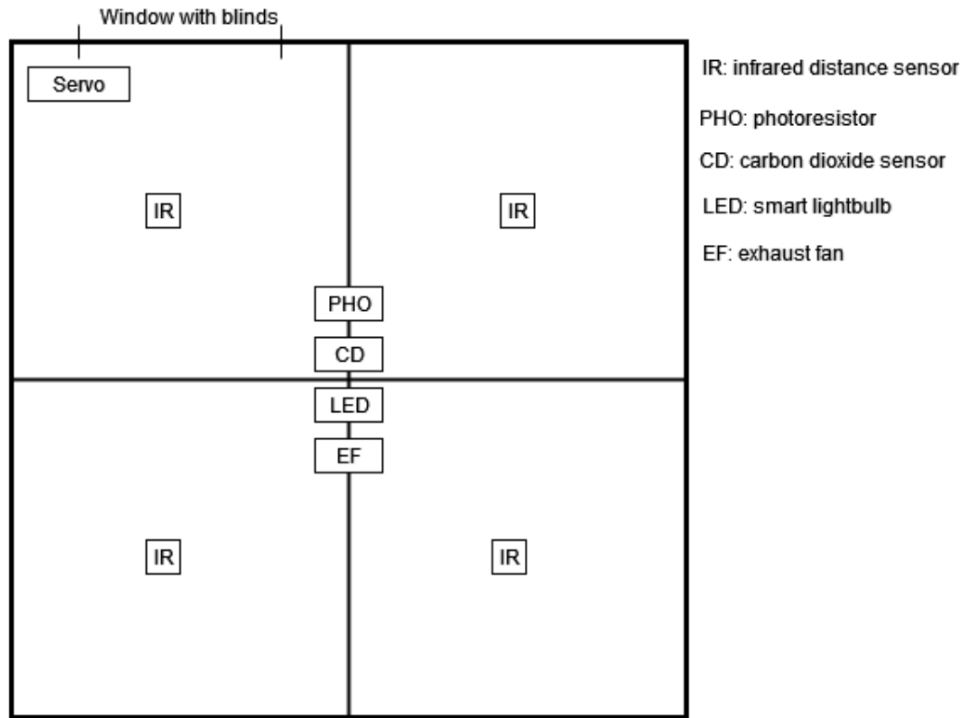 Window with blinds
Servo
IR: infrared distance sensor
PHO: photoresistor
CD: carbon dioxide sensor
LED: smart lightbulb
EF: exhaust fan
IR
IR
PHO
CD
LED
EF
IR
IR